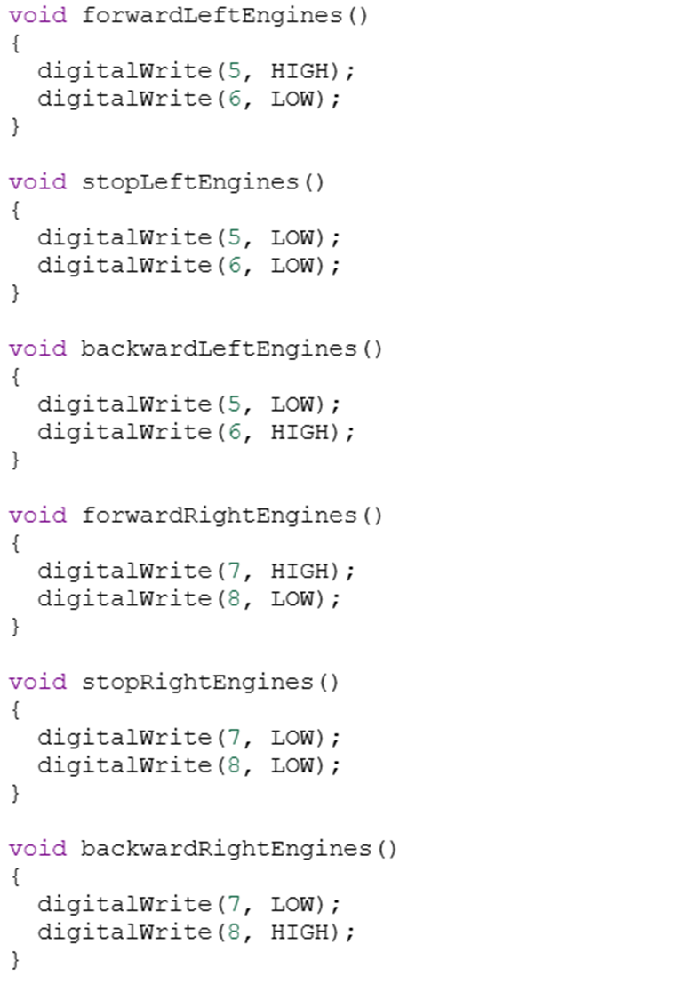 void forwardLeftEngines()
{
  digitalWrite(5, HIGH);
  digitalWrite(6, LOW);
}

void stopLeftEngines()
{
  digitalWrite(5, LOW);
  digitalWrite(6, LOW);
}

void backwardLeftEngines()
{
  digitalWrite(5, LOW);
  digitalWrite(6, HIGH);
}

void forwardRightEngines()
{
  digitalWrite(7, HIGH);
  digitalWrite(8, LOW);
}

void stopRightEngines()
{
  digitalWrite(7, LOW);
  digitalWrite(8, LOW);
}

void backwardRightEngines()
{
  digitalWrite(7, LOW);
  digitalWrite(8, HIGH);
}